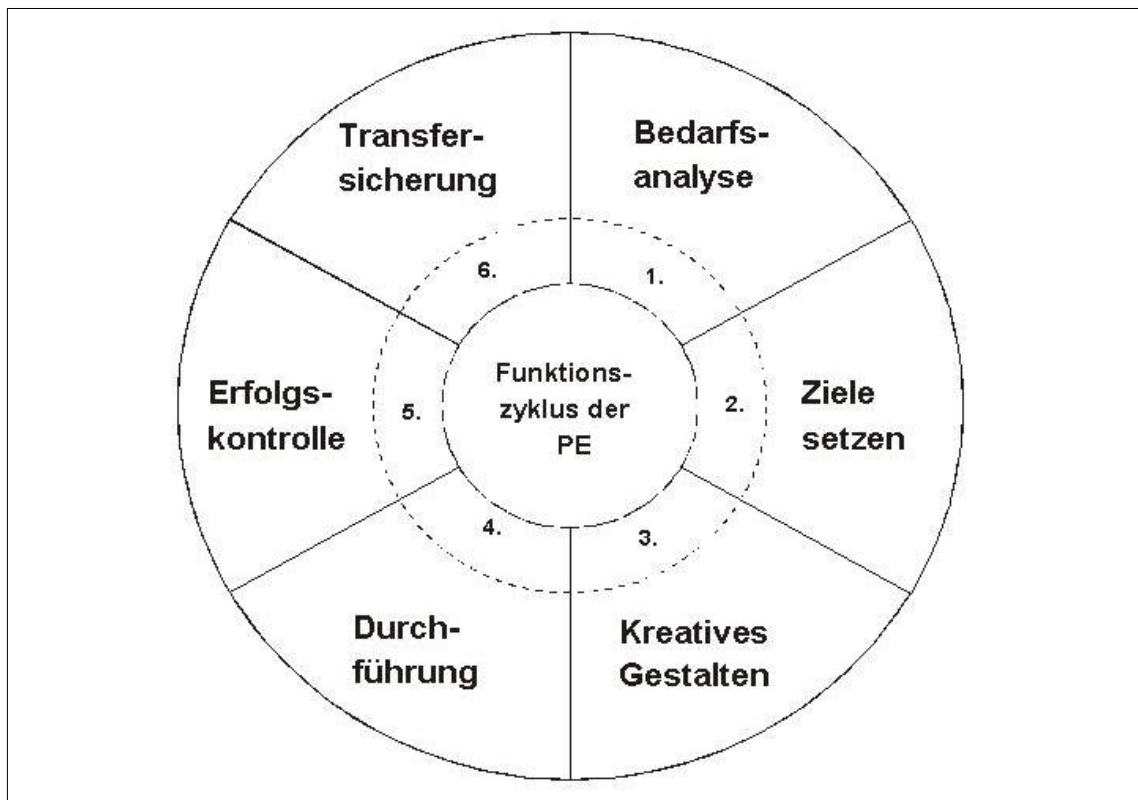 Funktions-
zyklus der
PE
1.
Bedarfs-
analyse
2.
Ziele
setzen
3.
Kreatives
Gestalten
4.
Durch-
führung
5.
Erfolgs-
kontrolle
6.
Transfer-
sicherung